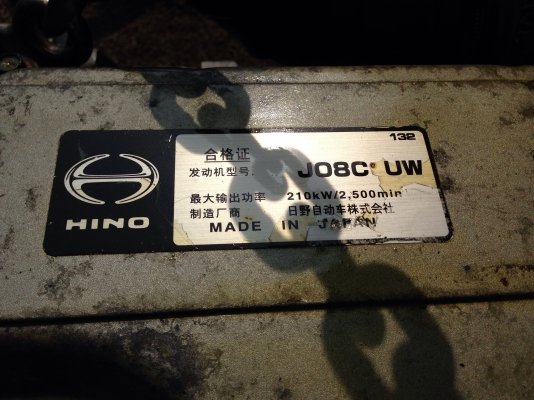 132
合格证
发动机型号 J08C UW
最大输出功率 210kW/2,500min
制造厂商 日野自动车株式会社
MADE IN JAPAN
HINO